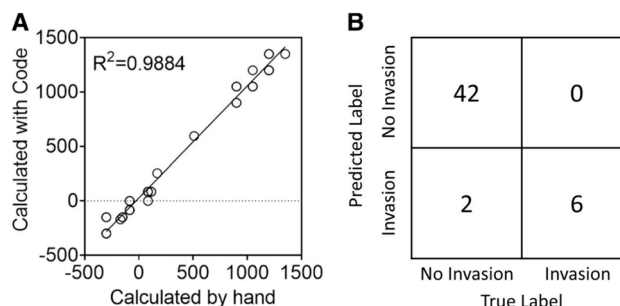 A
R²=0.9884
Calculated with Code
1500
1000
500
0
-500
-500 0 500 1000 1500
Calculated by hand
B
Predicted Label
No Invasion
Invasion
42 0
2 6
No Invasion Invasion
True Label